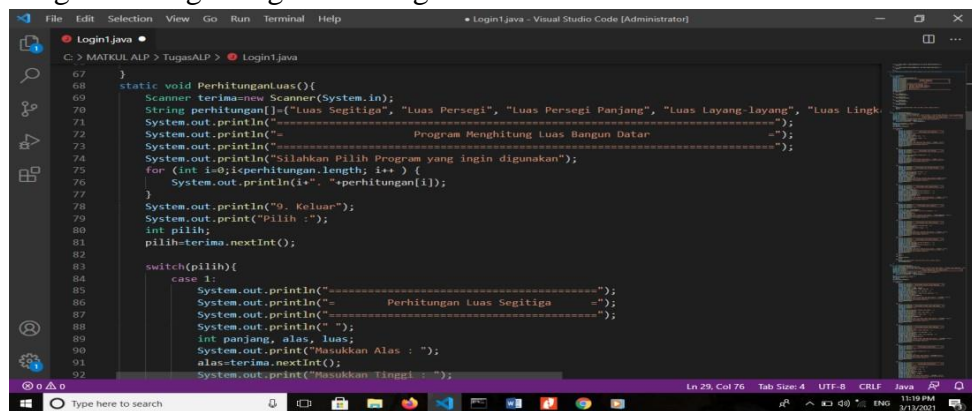 File Edit Selection View Go Run Terminal Help
● Login1.java - Visual Studio Code [Administrator]
Login1.java ●
C: > MATKUL ALP > TugasALP > Login1.java
67 }
68 static void PerhitunganLuas(){
69 Scanner terima=new Scanner(System.in);
70 String perhitungan[]={"Luas Segitiga", "Luas Persegi", "Luas Persegi Panjang", "Luas Layang-layang", "Luas Lingk
71 System.out.println("=============================================================");
72 System.out.println("= Program Menghitung Luas Bangun Datar =");
73 System.out.println("=============================================================");
74 System.out.println("Silahkan Pilih Program yang ingin digunakan");
75 for (int i=0;i<perhitungan.length; i++ ) {
76 System.out.println(i+". "+perhitungan[i]);
77 }
78 System.out.println("9. Keluar");
79 System.out.print("Pilih :");
80 int pilih;
81 pilih=terima.nextInt();
82
83 switch(pilih){
84 case 1:
85 System.out.println("=========================================");
86 System.out.println("= Perhitungan Luas Segitiga =");
87 System.out.println("=========================================");
88 System.out.println(" ");
89 int panjang, alas, luas;
90 System.out.print("Masukkan Alas : ");
91 alas=terima.nextInt();
92 System.out.print("Masukkan Tinggi : ");
0 0 Ln 29, Col 76 Tab Size: 4 UTF-8 CRLF Java
Type here to search
ENG 11:19 PM
3/13/2021